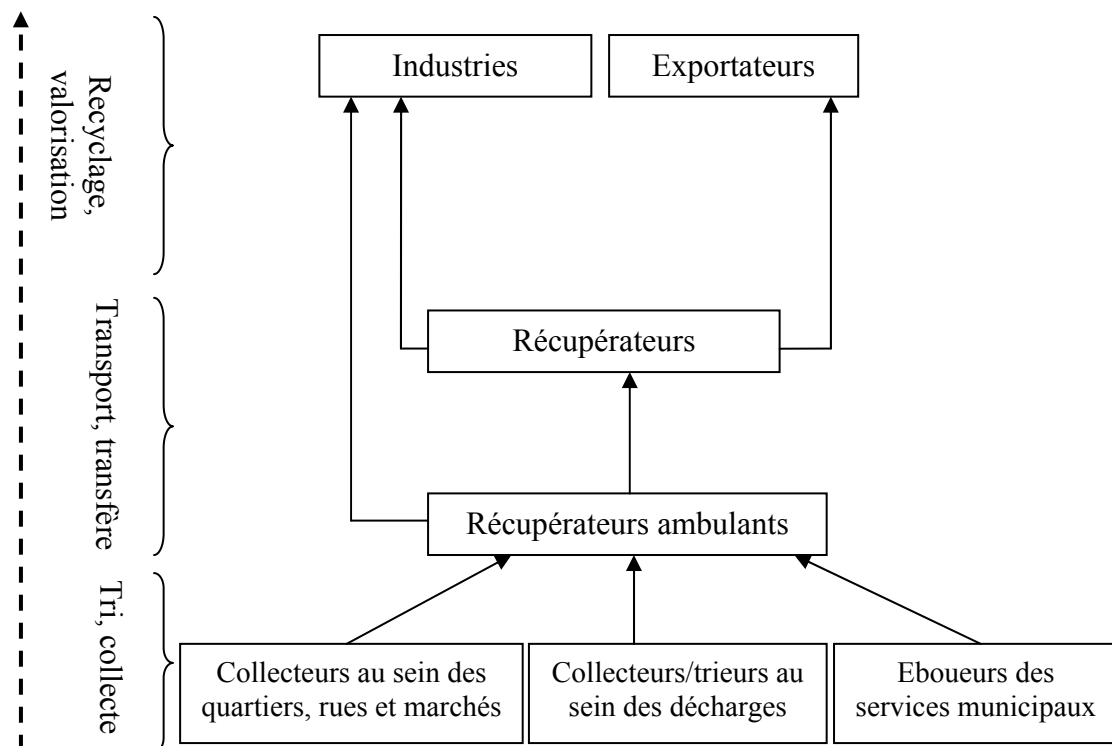 Industries
Exportateurs
Recyclage,
valorisation
Récupérateurs
Transport, transfère
Récupérateurs ambulants
Tri, collecte
Collecteurs au sein des
quartiers, rues et marchés
Collecteurs/trieurs au
sein des décharges
Eboueurs des
services municipaux